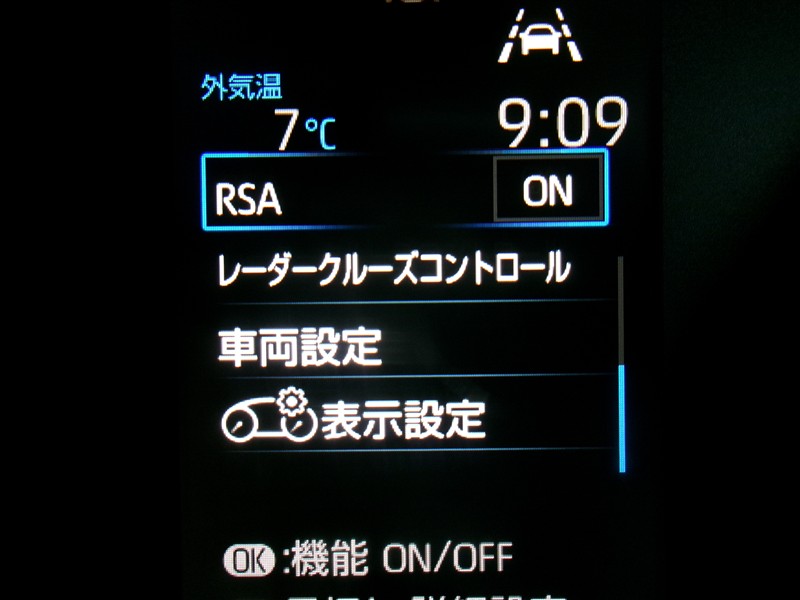 外気温
7℃ 9:09
RSA ON
レーダークルーズコントロール
車両設定
表示設定
OK :機能 ON/OFF